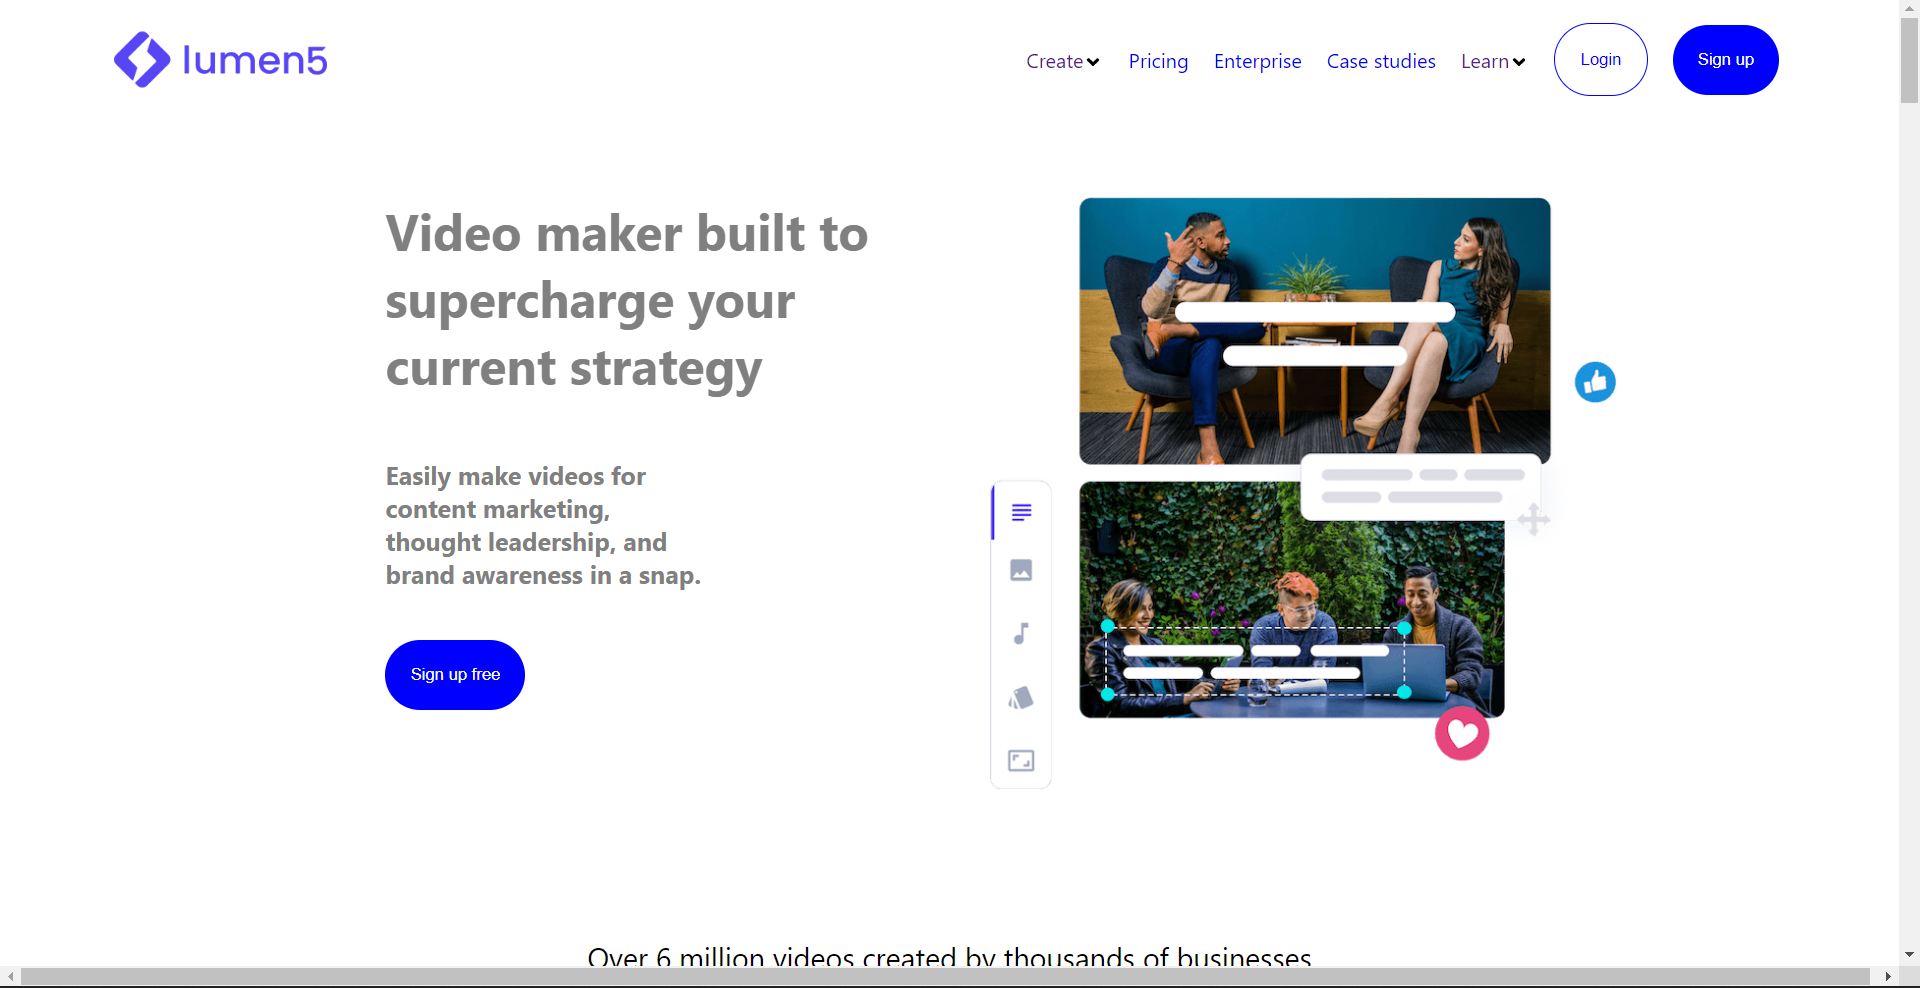 lumen5
Create
Pricing
Enterprise
Case studies
Learn
Login
Sign up
Video maker built to
supercharge your
current strategy
Easily make videos for
content marketing,
thought leadership, and
brand awareness in a snap.
Sign up free
Over 6 million videos created by thousands of businesses